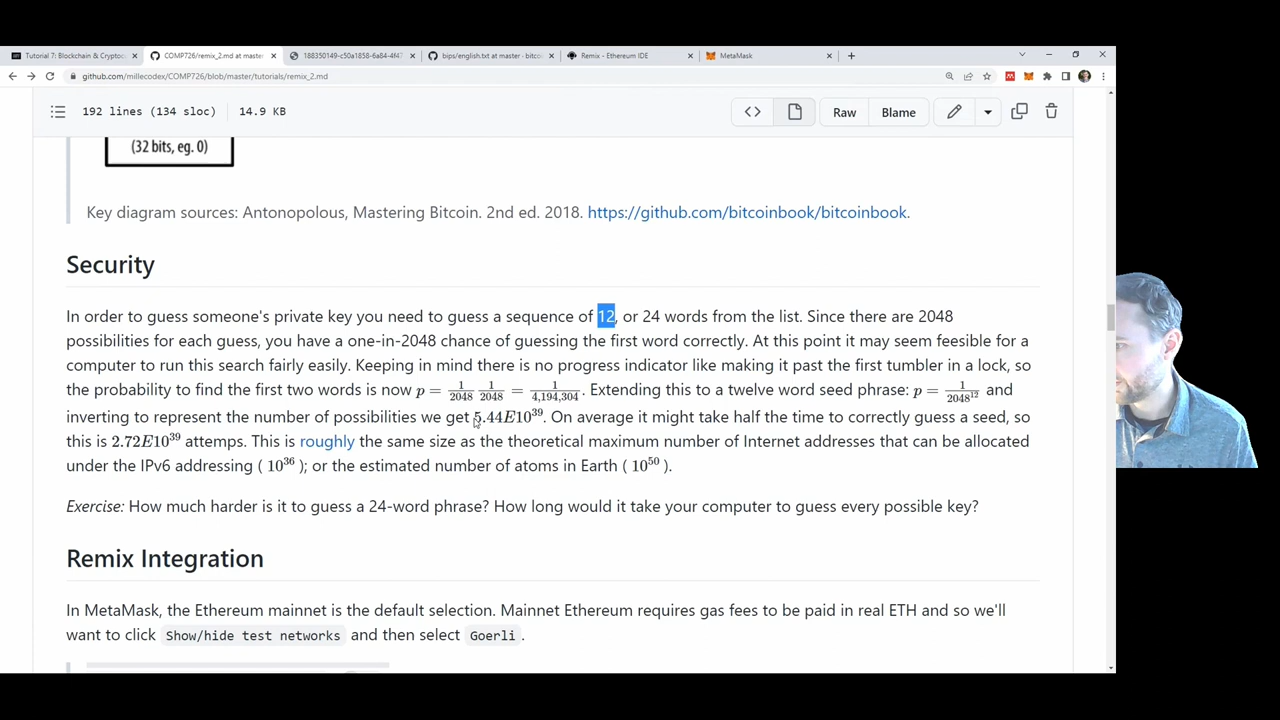 Tutorial 7: Blockchain & Cryptoc
COMP726/remix_2.md at master
188350149-c50a1858-6a84-4f47
bips/english.txt at master · bitco
Remix - Ethereum IDE
MetaMask
github.com/millecodex/COMP726/blob/master/tutorials/remix_2.md
192 lines (134 sloc) 14.9 KB
Raw Blame
(32 bits, eg. 0)
Key diagram sources: Antonopolous, Mastering Bitcoin. 2nd ed. 2018. https://github.com/bitcoinbook/bitcoinbook.
Security
In order to guess someone's private key you need to guess a sequence of 12, or 24 words from the list. Since there are 2048
possibilities for each guess, you have a one-in-2048 chance of guessing the first word correctly. At this point it may seem feesible for a
computer to run this search fairly easily. Keeping in mind there is no progress indicator like making it past the first tumbler in a lock, so
the probability to find the first two words is now p = 1/2048 1/2048 = 1/4,194,304. Extending this to a twelve word seed phrase: p = 1/2048^12 and
inverting to represent the number of possibilities we get 5.44E10^39. On average it might take half the time to correctly guess a seed, so
this is 2.72E10^39 attemps. This is roughly the same size as the theoretical maximum number of Internet addresses that can be allocated
under the IPv6 addressing ( 10^36 ); or the estimated number of atoms in Earth ( 10^50 ).
Exercise: How much harder is it to guess a 24-word phrase? How long would it take your computer to guess every possible key?
Remix Integration
In MetaMask, the Ethereum mainnet is the default selection. Mainnet Ethereum requires gas fees to be paid in real ETH and so we'll
want to click Show/hide test networks and then select Goerli.